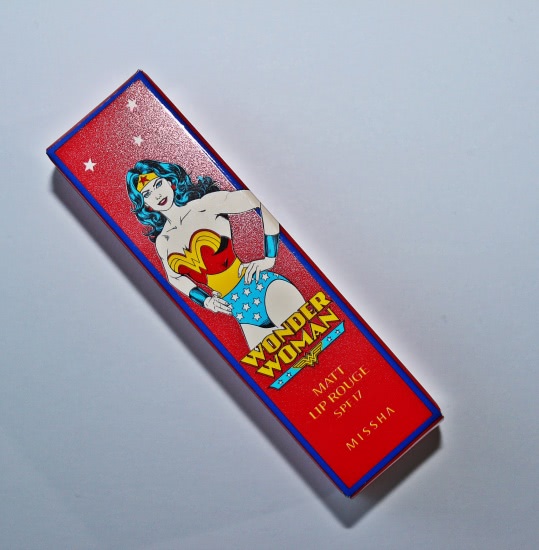 WONDER
WOMAN
MATT
LIP ROUGE
SPF 17
MISSHA